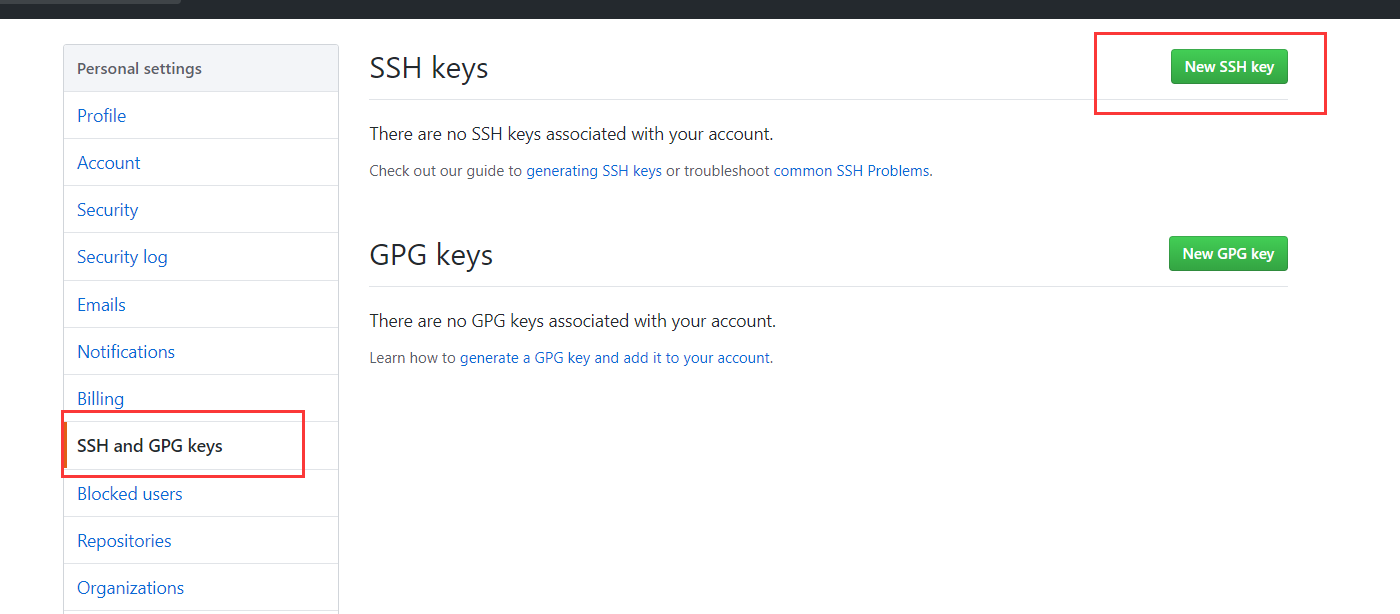 Personal settings
Profile
Account
Security
Security log
Emails
Notifications
Billing
SSH and GPG keys
Blocked users
Repositories
Organizations
SSH keys
New SSH key
There are no SSH keys associated with your account.
Check out our guide to generating SSH keys or troubleshoot common SSH Problems.
GPG keys
New GPG key
There are no GPG keys associated with your account.
Learn how to generate a GPG key and add it to your account.